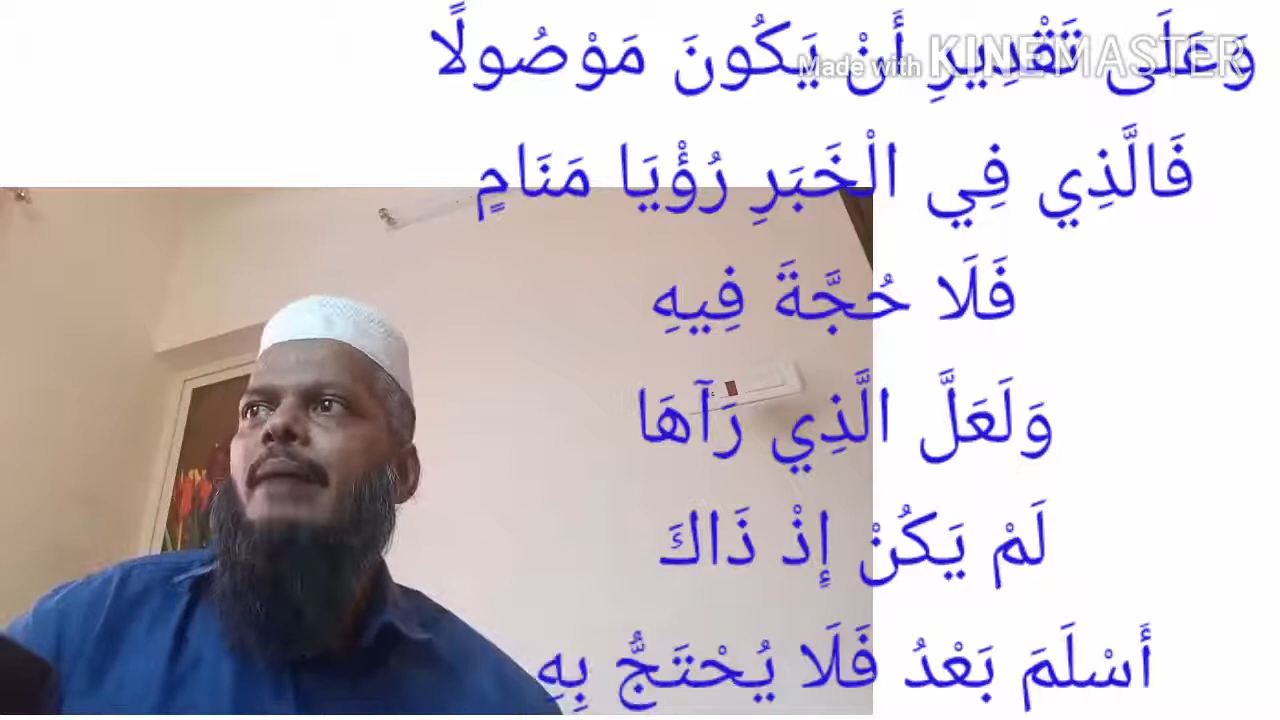 وَعَلَى تَقْدِيرِ أَنْ يَكُونَ مَوْصُولًا
Made with KINEMASTER
فَالَّذِي فِي الْخَبَرِ رُؤْيَا مَنَامٍ
فَلَا حُجَّةَ فِيهِ
وَلَعَلَّ الَّذِي رَآهَا
لَمْ يَكُنْ إِذْ ذَاكَ
أَسْلَمَ بَعْدُ فَلَا يُحْتَجُّ بِهِ